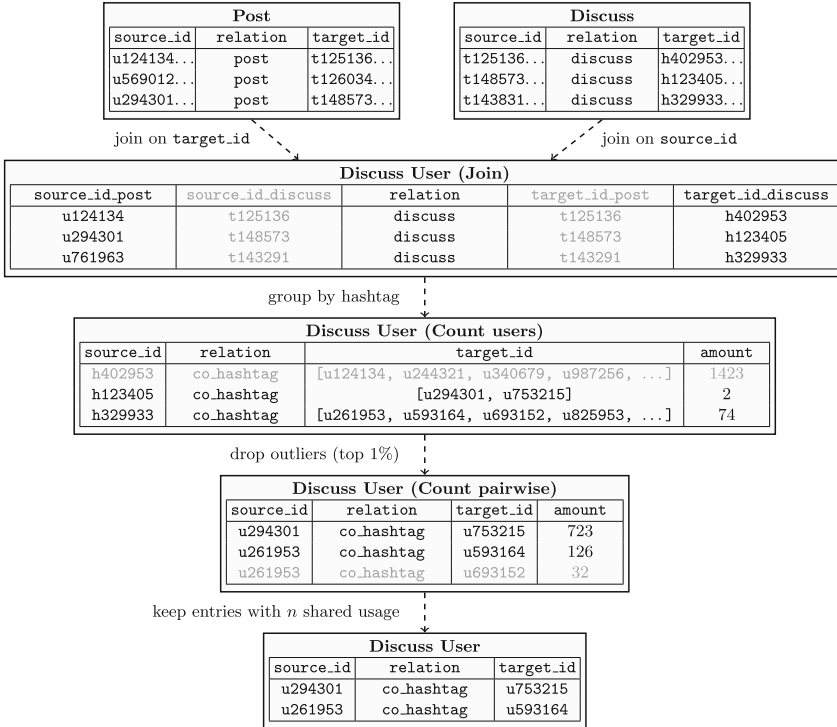 Post
source_id relation target_id
u124134... post t125136...
u569012... post t126034...
u294301... post t148573...
Discuss
source_id relation target_id
t125136... discuss h402953...
t148573... discuss h123405...
t143831... discuss h329933...
join on target_id
join on source_id
Discuss User (Join)
source_id_post source_id_discuss relation target_id_post target_id_discuss
u124134 t125136 discuss t125136 h402953
u294301 t148573 discuss t148573 h123405
u761963 t143291 discuss t143291 h329933
group by hashtag
Discuss User (Count users)
source_id relation target_id amount
h402953 co_hashtag [u124134, u244321, u340679, u987256, ...] 1423
h123405 co_hashtag [u294301, u753215] 2
h329933 co_hashtag [u261953, u593164, u693152, u825953, ...] 74
drop outliers (top 1%)
Discuss User (Count pairwise)
source_id relation target_id amount
u294301 co_hashtag u753215 723
u261953 co_hashtag u593164 126
u261953 co_hashtag u693152 32
keep entries with n shared usage
Discuss User
source_id relation target_id
u294301 co_hashtag u753215
u261953 co_hashtag u593164